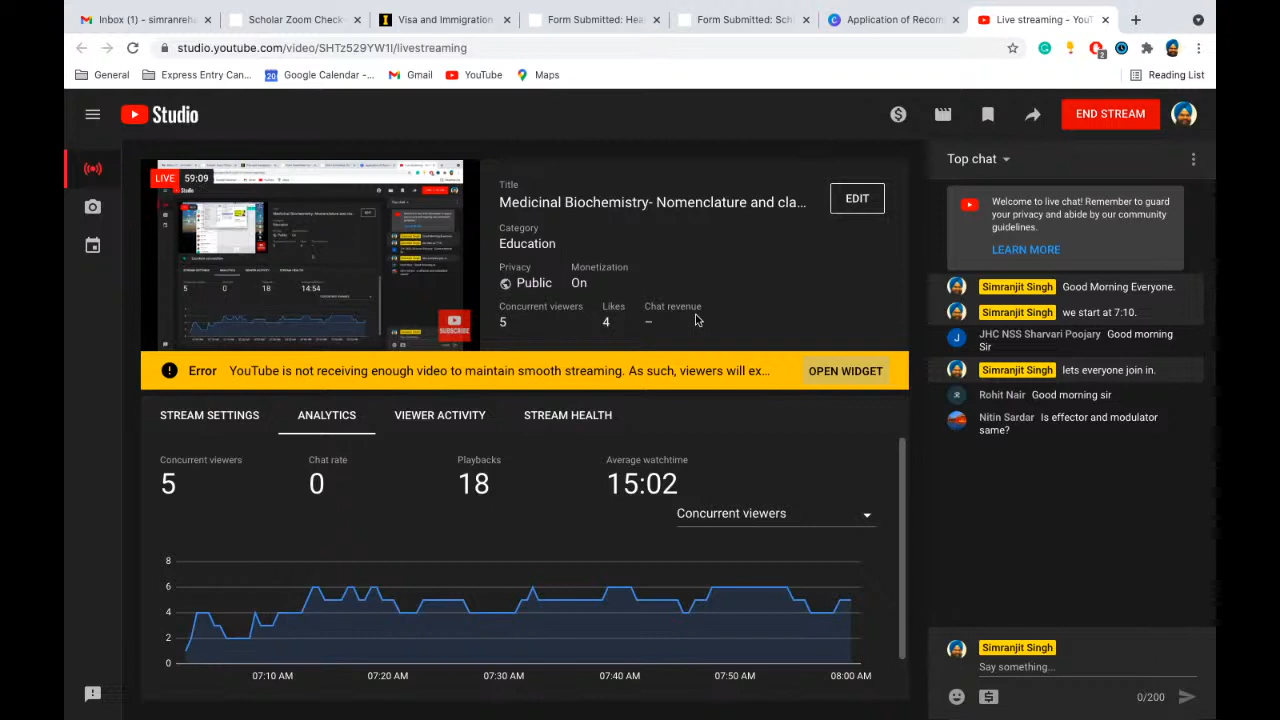 Inbox (1) – simranreha
Scholar Zoom Check-
Visa and Immigration
Form Submitted: Hea
Form Submitted: Sch
Application of Recom
Live streaming - YouT
studio.youtube.com/video/SHTz529YW1I/livestreaming
General
Express Entry Can...
Google Calendar -...
Gmail
YouTube
Maps
Reading List
Studio
END STREAM
LIVE 59:09
SUBSCRIBE
Title
Medicinal Biochemistry- Nomenclature and cla...
EDIT
Category
Education
Privacy Monetization
Public On
Concurrent viewers Likes Chat revenue
5 4 –
Error YouTube is not receiving enough video to maintain smooth streaming. As such, viewers will ex...
OPEN WIDGET
STREAM SETTINGS ANALYTICS VIEWER ACTIVITY STREAM HEALTH
Concurrent viewers Chat rate Playbacks Average watchtime
5 0 18 15:02
Concurrent viewers
8
6
4
2
0
07:10 AM 07:20 AM 07:30 AM 07:40 AM 07:50 AM 08:00 AM
Top chat
Welcome to live chat! Remember to guard
your privacy and abide by our community
guidelines.
LEARN MORE
Simranjit Singh Good Morning Everyone.
Simranjit Singh we start at 7:10.
JHC NSS Sharvari Poojary Good morning
Sir
Simranjit Singh lets everyone join in.
Rohit Nair Good morning sir
Nitin Sardar Is effector and modulator
same?
Simranjit Singh
Say something...
0/200